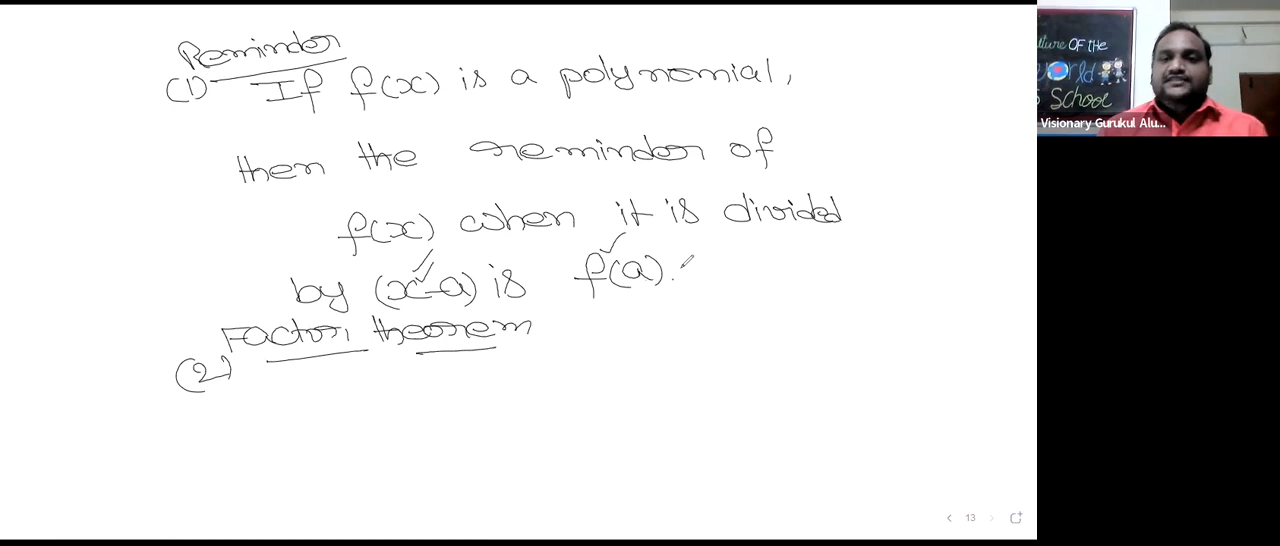 Reminder
(1) If f(x) is a polynomial,
then the reminder of
f(x) when it is divided
by (x-a) is f(a).
Factor theorem
(2)
13
OF the
World
School
Visionary Gurukul Alu...